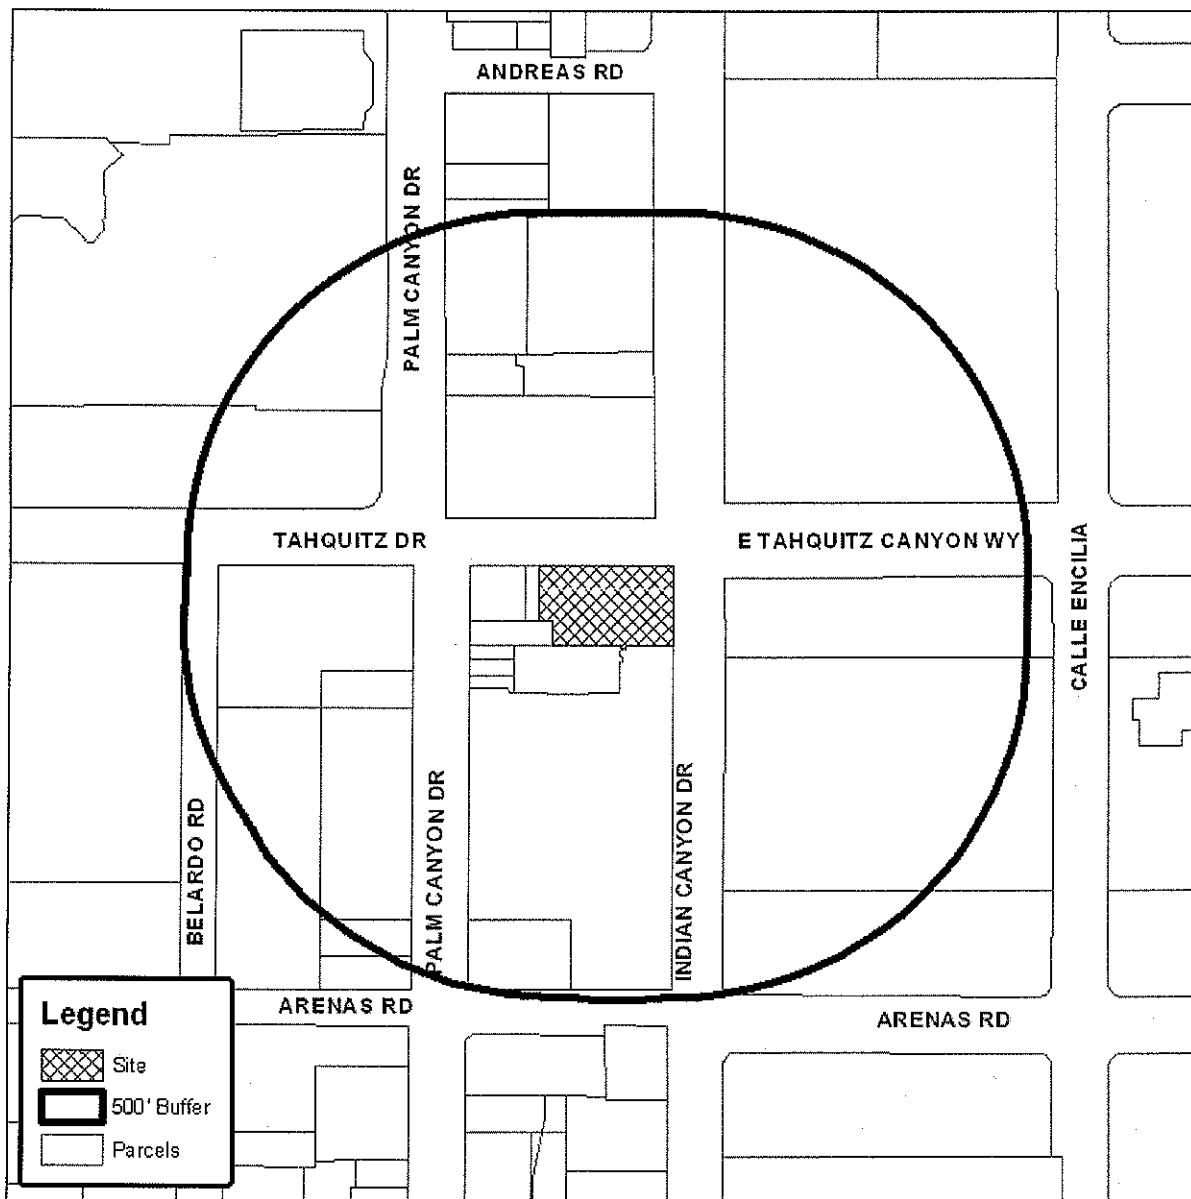 ANDREAS RD
PALM CANYON DR
TAHQUITZ DR
E TAHQUITZ CANYON WY
CALLE ENCILIA
BELARDO RD
PALM CANYON DR
INDIAN CANYON DR
ARENAS RD
ARENAS RD
Legend
Site
500' Buffer
Parcels